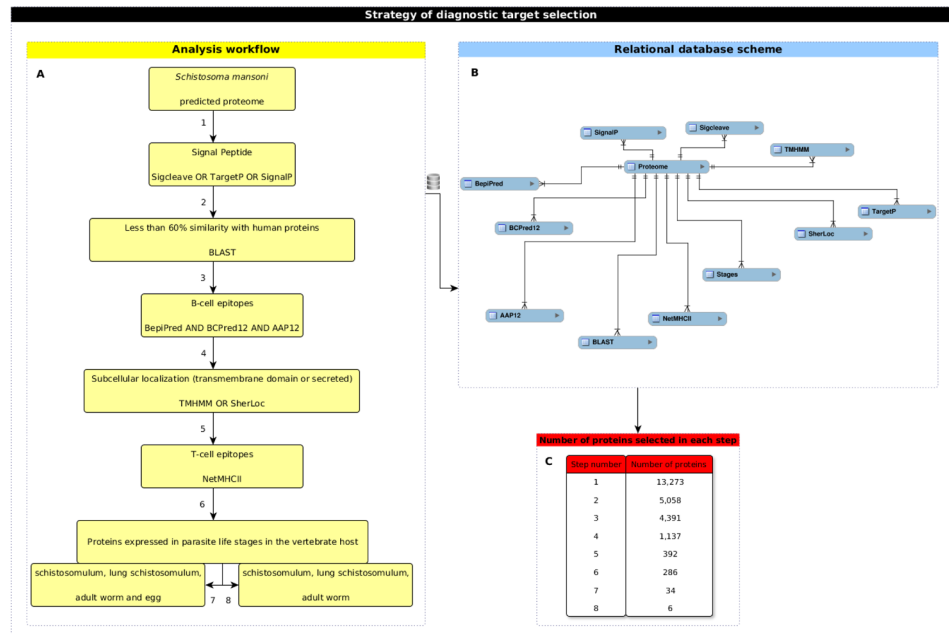 Strategy of diagnostic target selection
Analysis workflow
A
Schistosoma mansoni
predicted proteome
1
Signal Peptide
Sigcleave OR TargetP OR SignalP
2
Less than 60% similarity with human proteins
BLAST
3
B-cell epitopes
BepiPred AND BCPred12 AND AAP12
4
Subcellular localization (transmembrane domain or secreted)
TMHMM OR SherLoc
5
T-cell epitopes
NetMHCII
6
Proteins expressed in parasite life stages in the vertebrate host
schistosomulum, lung schistosomulum,
adult worm and egg
7 8
schistosomulum, lung schistosomulum,
adult worm
Relational database scheme
B
SignalP
Sigcleave
TMHMM
Proteome
BepiPred
TargetP
BCPred12
SherLoc
Stages
AAP12
NetMHCII
BLAST
Number of proteins selected in each step
C
Step number Number of proteins
1 13,273
2 5,058
3 4,391
4 1,137
5 392
6 286
7 34
8 6